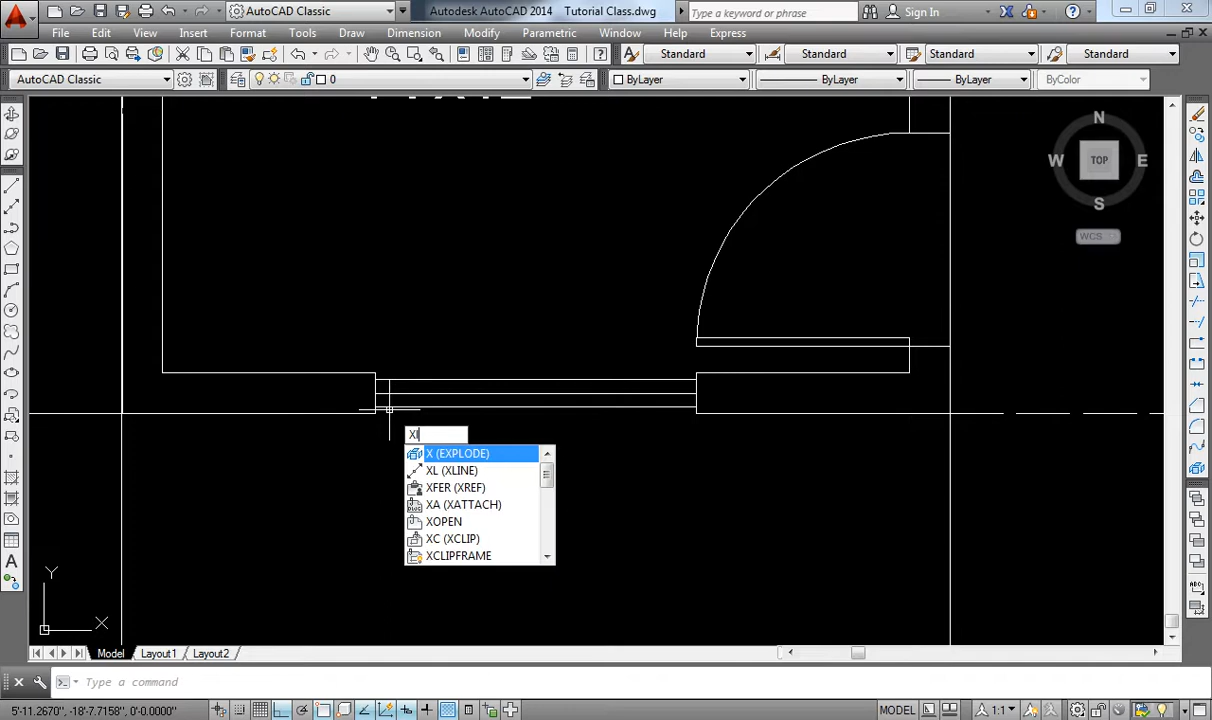 AutoCAD Classic
Autodesk AutoCAD 2014 Tutorial Class.dwg
Type a keyword or phrase
Sign In
File Edit View Insert Format Tools Draw Dimension Modify Parametric Window Help Express
Standard Standard Standard Standard
AutoCAD Classic 0 ByLayer ByLayer ByLayer ByColor
N
W TOP E
S
WCS
X
X (EXPLODE)
XL (XLINE)
XFER (XREF)
XA (XATTACH)
XOPEN
XC (XCLIP)
XCLIPFRAME
Y
X
Model Layout1 Layout2
Type a command
5'-11.2670", -18'-7.7158", 0'-0.0000" MODEL 1:1